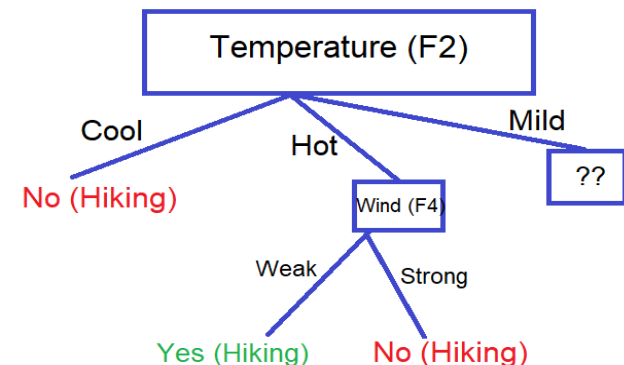 Temperature (F2)
Cool
Hot
Mild
No (Hiking)
Wind (F4)
??
Weak
Strong
Yes (Hiking)
No (Hiking)